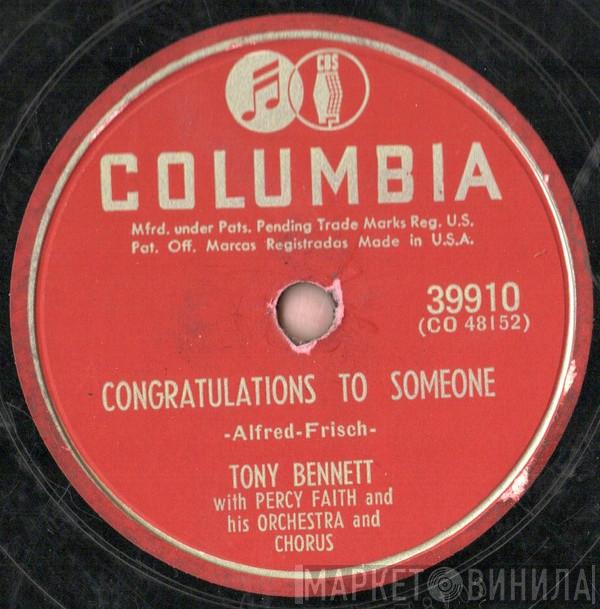 CBS
COLUMBIA
Mfrd. under Pats. Pending Trade Marks Reg. U.S.
Pat. Off. Marcas Registradas Made in U.S.A.
39910
(CO 48152)
CONGRATULATIONS TO SOMEONE
-Alfred-Frisch-
TONY BENNETT
with PERCY FAITH and
his ORCHESTRA and
CHORUS
МАРКЕТ ВИНИЛА